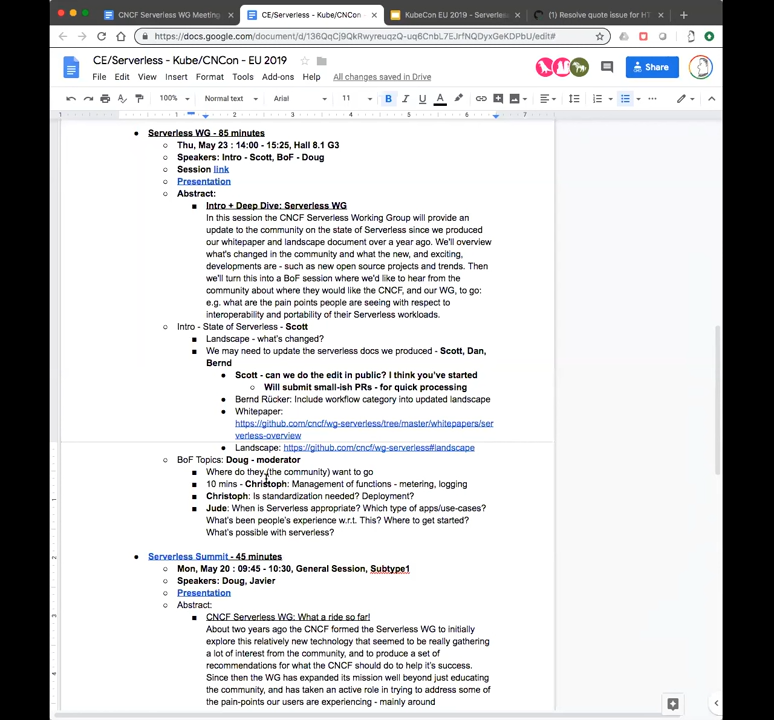 CNCF Serverless WG Meeting
CE/Serverless - Kube/CNCon -
KubeCon EU 2019 - Serverless
(1) Resolve quote issue for HT
https://docs.google.com/document/d/136QqCj9QkRwyreuqzQ-uq6CnbL7EJrfNQDyxGeKDPbU/edit#
CE/Serverless - Kube/CNCon - EU 2019
File Edit View Insert Format Tools Add-ons Help All changes saved in Drive
Share
100% Normal text Arial 11 B I U A
Serverless WG - 85 minutes
Thu, May 23 : 14:00 - 15:25, Hall 8.1 G3
Speakers: Intro - Scott, BoF - Doug
Session link
Presentation
Abstract:
Intro + Deep Dive: Serverless WG
In this session the CNCF Serverless Working Group will provide an
update to the community on the state of Serverless since we produced
our whitepaper and landscape document over a year ago. We'll overview
what's changed in the community and what the new, and exciting,
developments are - such as new open source projects and trends. Then
we'll turn this into a BoF session where we'd like to hear from the
community about where they would like the CNCF, and our WG, to go:
e.g. what are the pain points people are seeing with respect to
interoperability and portability of their Serverless workloads.
Intro - State of Serverless - Scott
Landscape - what's changed?
We may need to update the serverless docs we produced - Scott, Dan,
Bernd
Scott - can we do the edit in public? I think you've started
Will submit small-ish PRs - for quick processing
Bernd Rücker: Include workflow category into updated landscape
Whitepaper:
https://github.com/cncf/wg-serverless/tree/master/whitepapers/ser
verless-overview
Landscape: https://github.com/cncf/wg-serverless#landscape
BoF Topics: Doug - moderator
Where do they (the community) want to go
10 mins - Christoph: Management of functions - metering, logging
Christoph: Is standardization needed? Deployment?
Jude: When is Serverless appropriate? Which type of apps/use-cases?
What's been people's experience w.r.t. This? Where to get started?
What's possible with serverless?
Serverless Summit - 45 minutes
Mon, May 20 : 09:45 - 10:30, General Session, Subtype1
Speakers: Doug, Javier
Presentation
Abstract:
CNCF Serverless WG: What a ride so far!
About two years ago the CNCF formed the Serverless WG to initially
explore this relatively new technology that seemed to be really gathering
a lot of interest from the community, and to produce a set of
recommendations for what the CNCF should do to help it's success.
Since then the WG has expanded its mission well beyond just educating
the community, and has taken an active role in trying to address some of
the pain-points our users are experiencing - mainly around